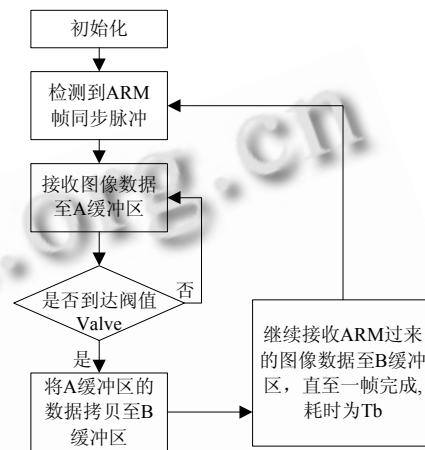 初始化
检测到ARM
帧同步脉冲
接收图像数据
至A缓冲区
是否到达阀值
Valve
否
是
将A缓冲区的
数据拷贝至B
缓冲区
继续接收ARM过来
的图像数据至B缓冲
区，直至一帧完成,
耗时为Tb
.org.cn